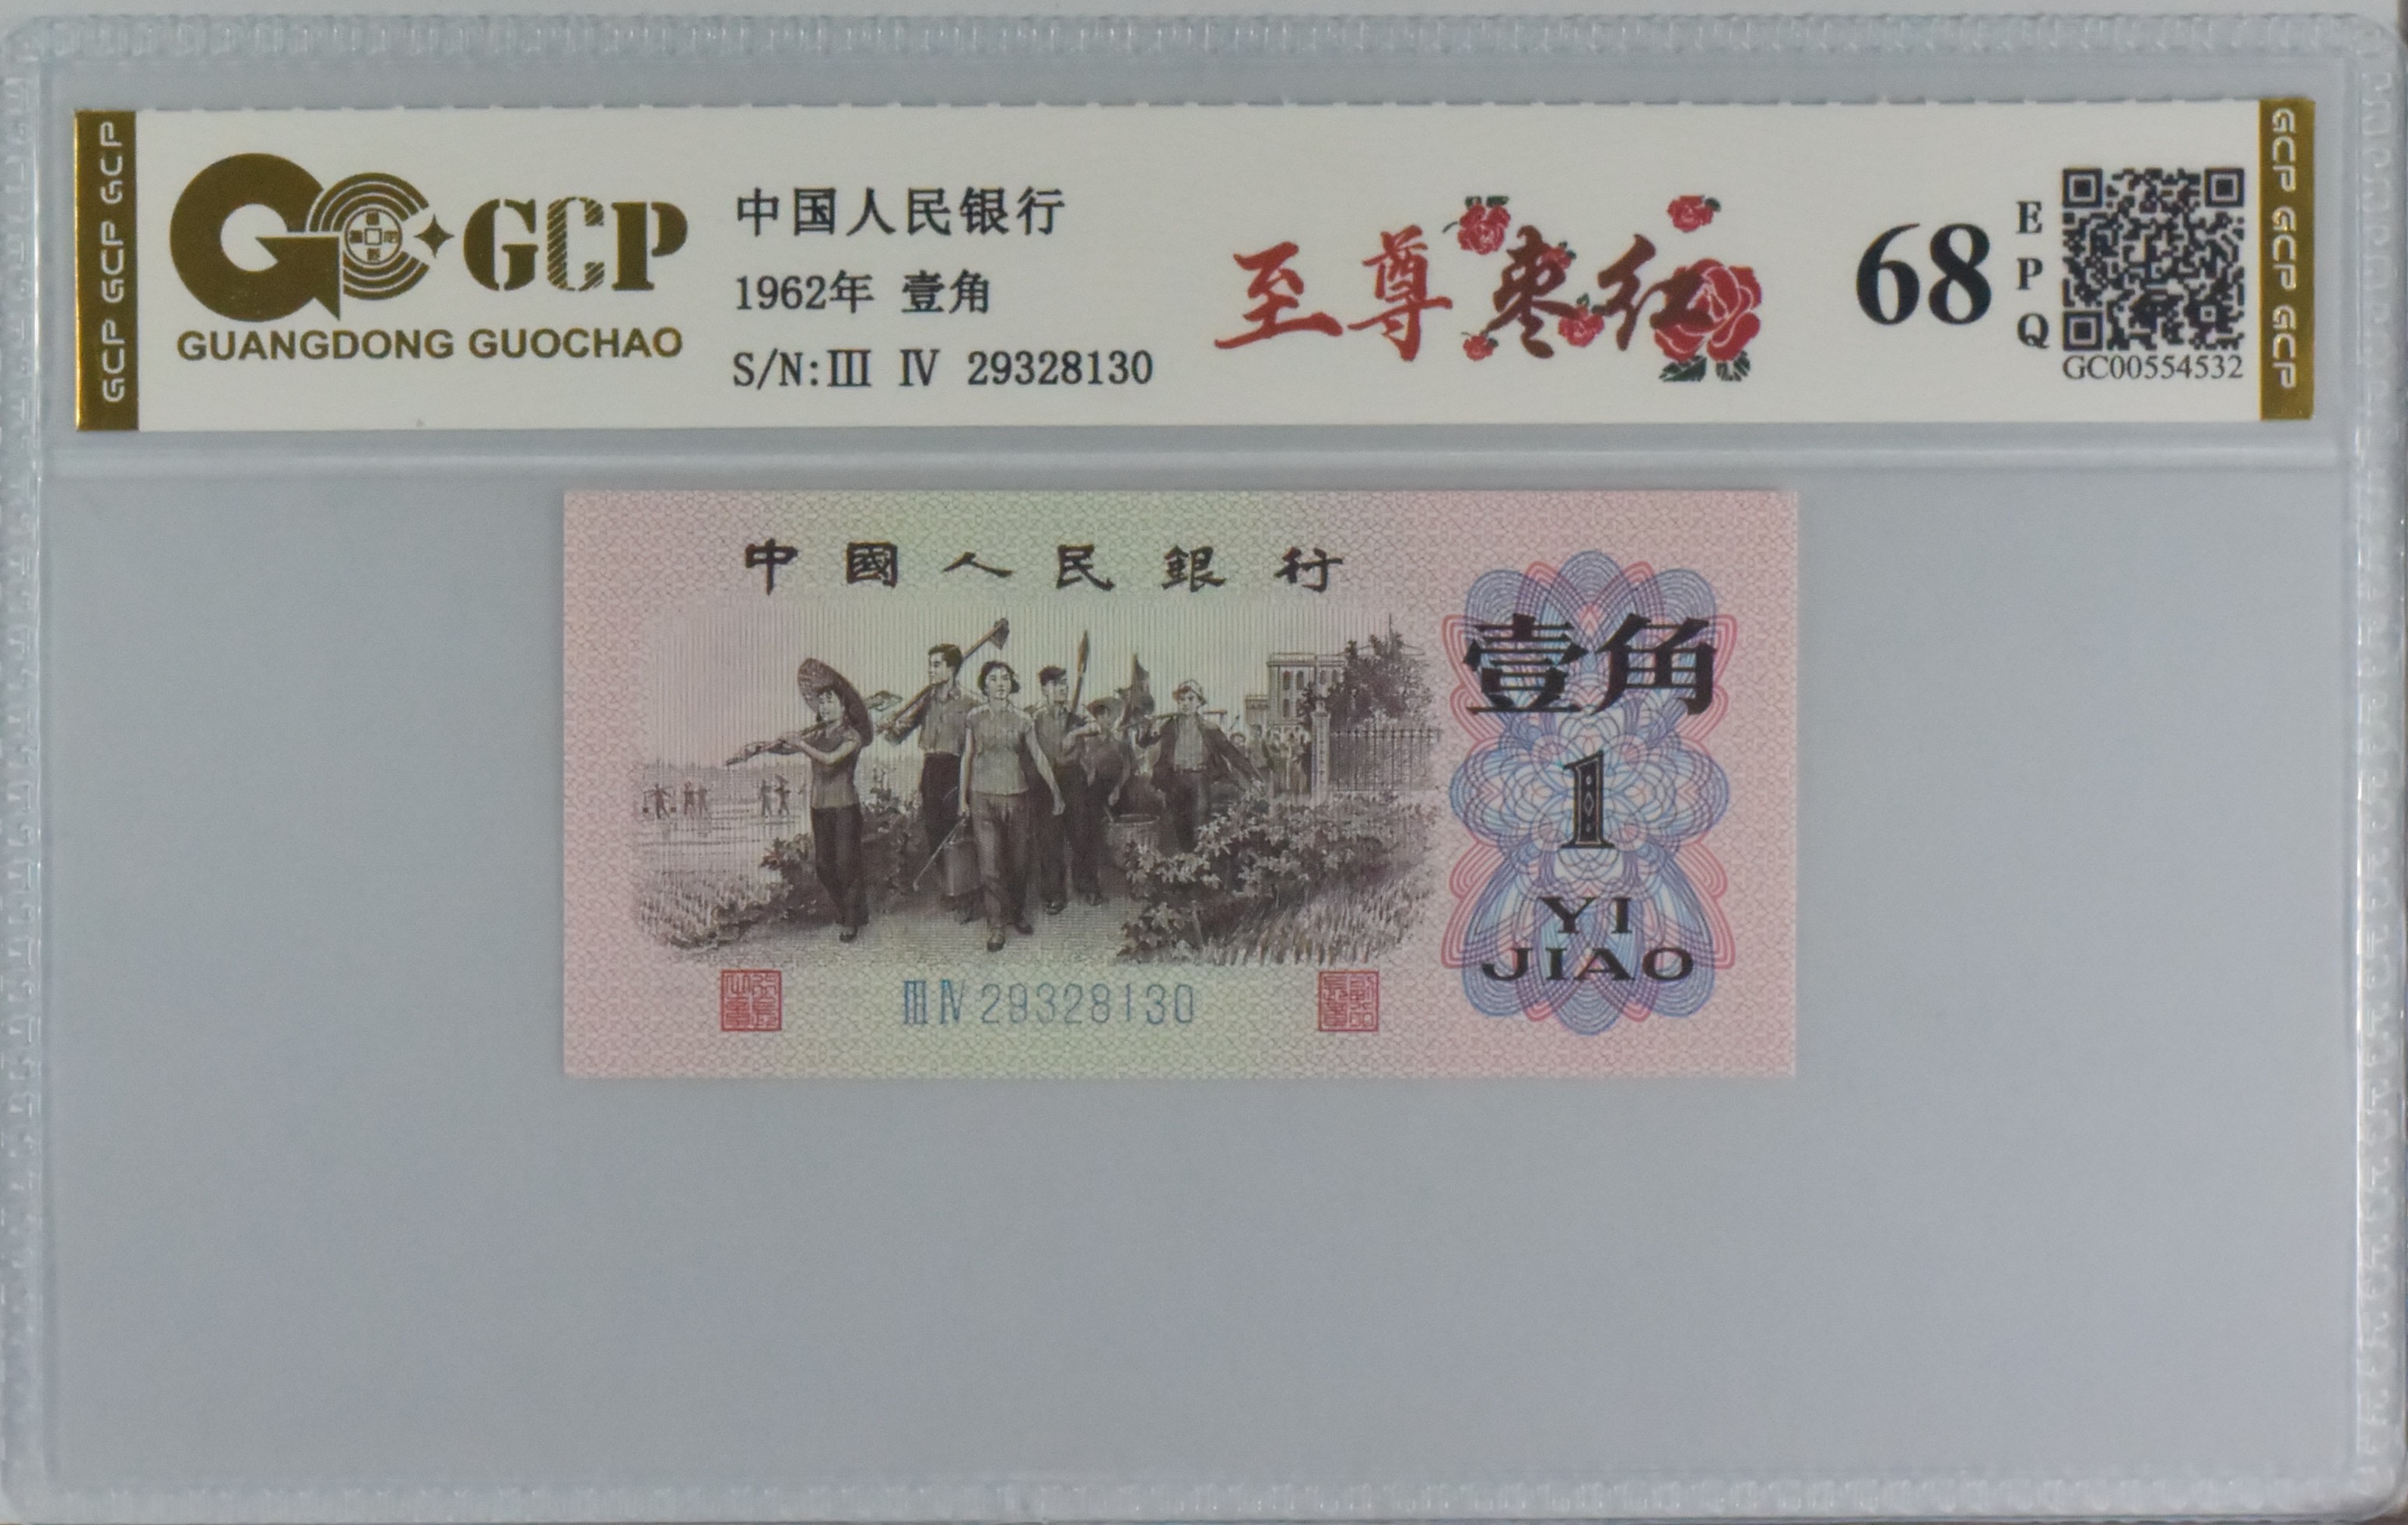 GCP GCP GCP
GCP
GUANGDONG GUOCHAO
中国人民银行
1962年 壹角
S/N:Ⅲ Ⅳ 29328130
至尊枣红
68
E
P
Q
GC00554532
GCP GCP GCP
中國人民銀行
壹角
1
YI
JIAO
Ⅲ Ⅳ 29328130